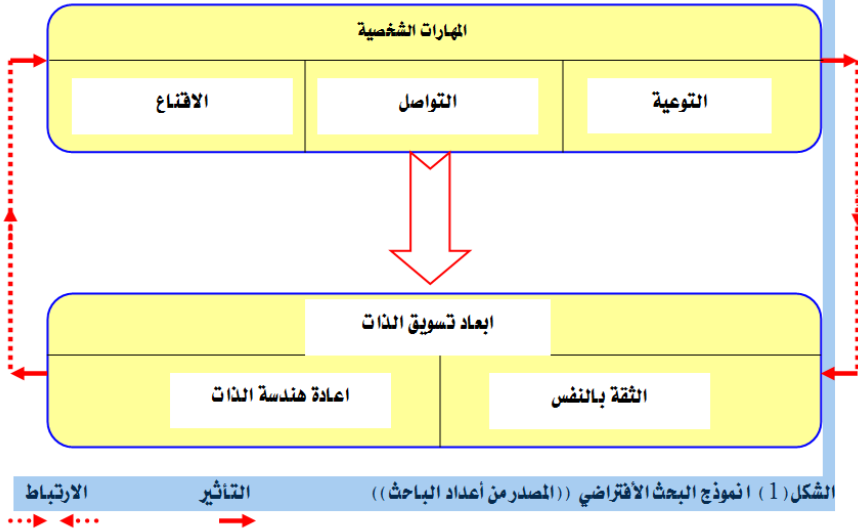 المهارات الشخصية
التوعية
التواصل
الاقناع
ابعاد تسويق الذات
الثقة بالنفس
اعادة هندسة الذات
الشكل(1) انموذج البحث الأفتراضي ((المصدر من أعداد الباحث)) التأثير الارتباط